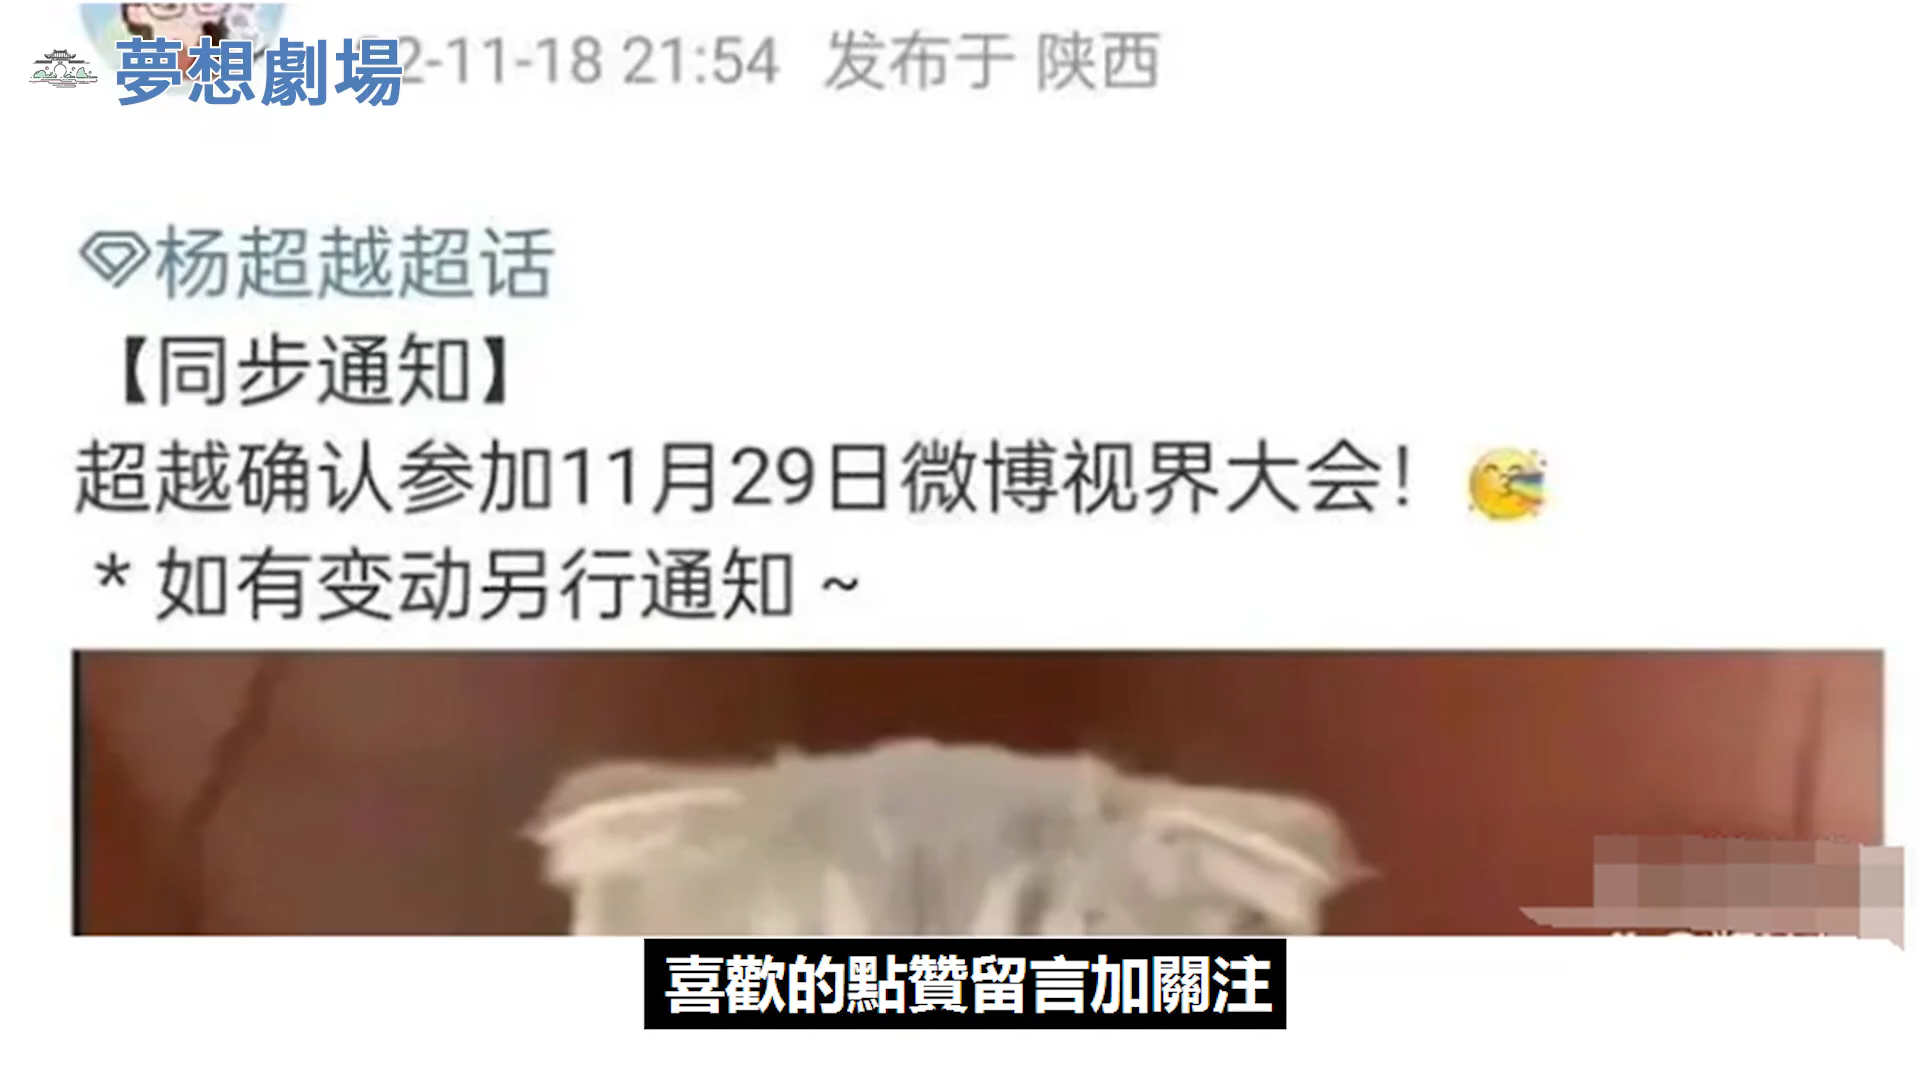 夢想劇場
2-11-18 21:54 发布于 陕西
杨超越超话
【同步通知】
超越确认参加11月29日微博视界大会！
* 如有变动另行通知 ~
喜歡的點贊留言加關注